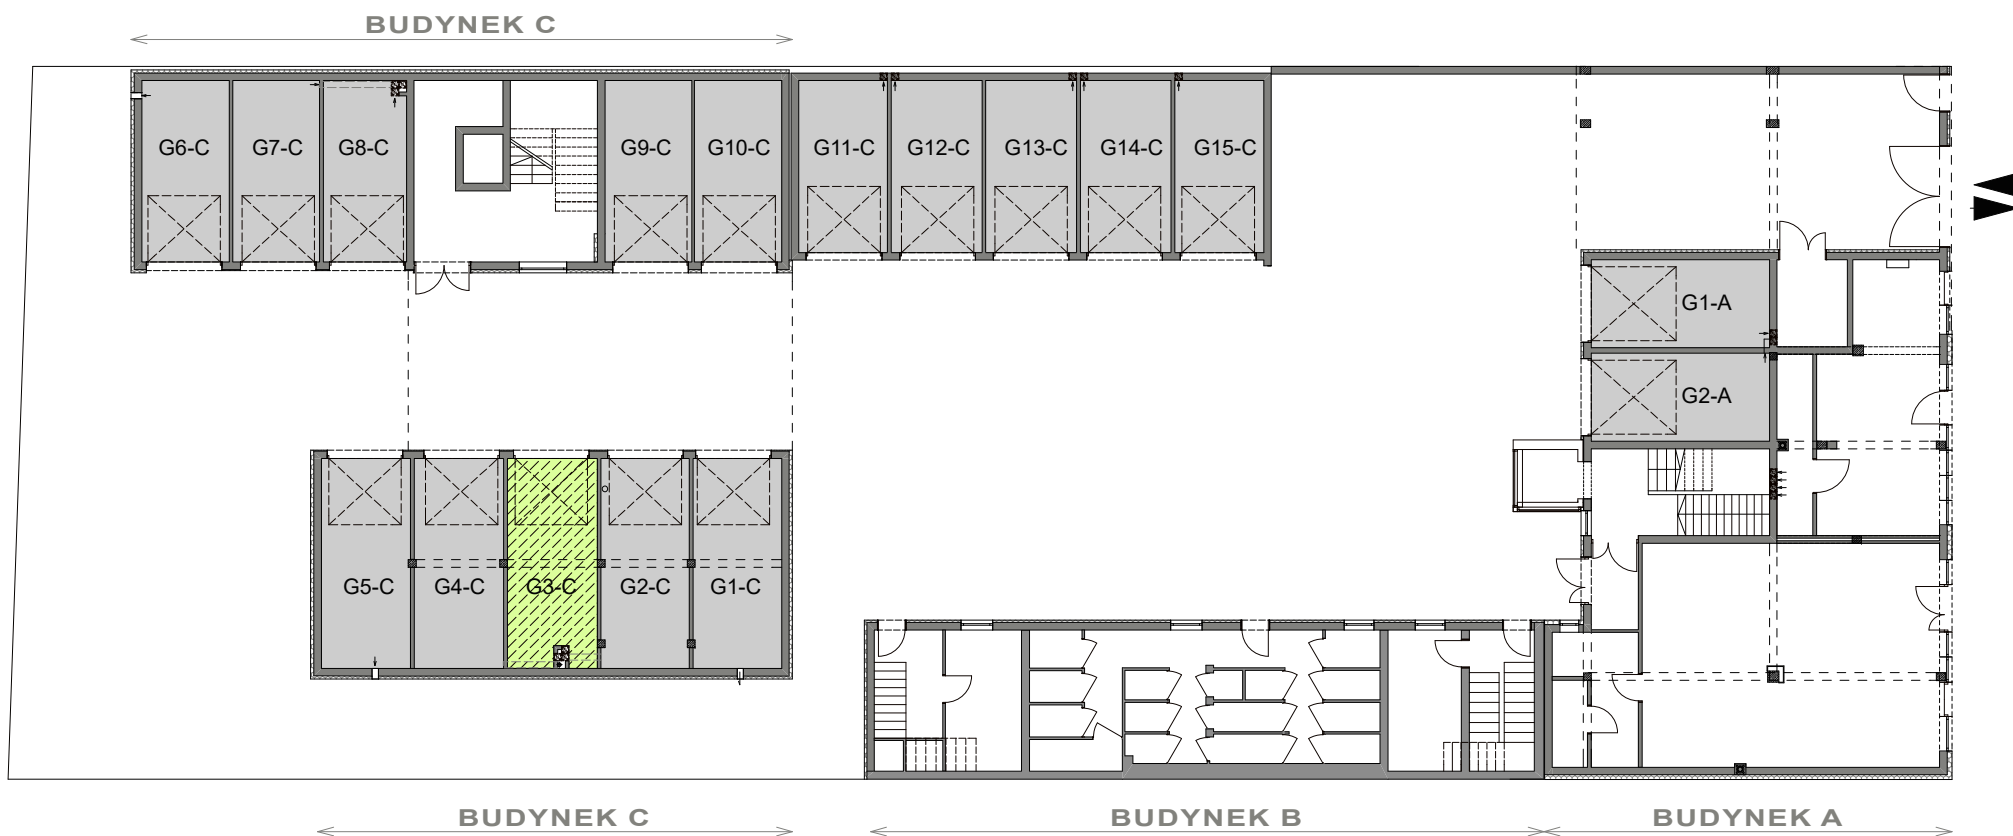 BUDYNEK C
G6-C G7-C G8-C G9-C G10-C G11-C G12-C G13-C G14-C G15-C
G1-A
G2-A
G5-C G4-C G3-C G2-C G1-C
BUDYNEK C BUDYNEK B BUDYNEK A